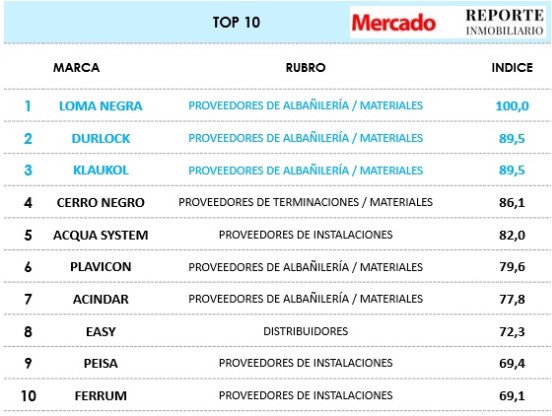 TOP 10
Mercado
REPORTE
INMOBILIARIO
MARCA RUBRO INDICE
1 LOMA NEGRA PROVEEDORES DE ALBAÑILERÍA / MATERIALES 100,0
2 DURLOCK PROVEEDORES DE ALBAÑILERÍA / MATERIALES 89,5
3 KLAUKOL PROVEEDORES DE ALBAÑILERÍA / MATERIALES 89,5
4 CERRO NEGRO PROVEEDORES DE TERMINACIONES / MATERIALES 86,1
5 ACQUA SYSTEM PROVEEDORES DE INSTALACIONES 82,0
6 PLAVICON PROVEEDORES DE ALBAÑILERÍA / MATERIALES 79,6
7 ACINDAR PROVEEDORES DE ALBAÑILERÍA / MATERIALES 77,8
8 EASY DISTRIBUIDORES 72,3
9 PEISA PROVEEDORES DE INSTALACIONES 69,4
10 FERRUM PROVEEDORES DE INSTALACIONES 69,1